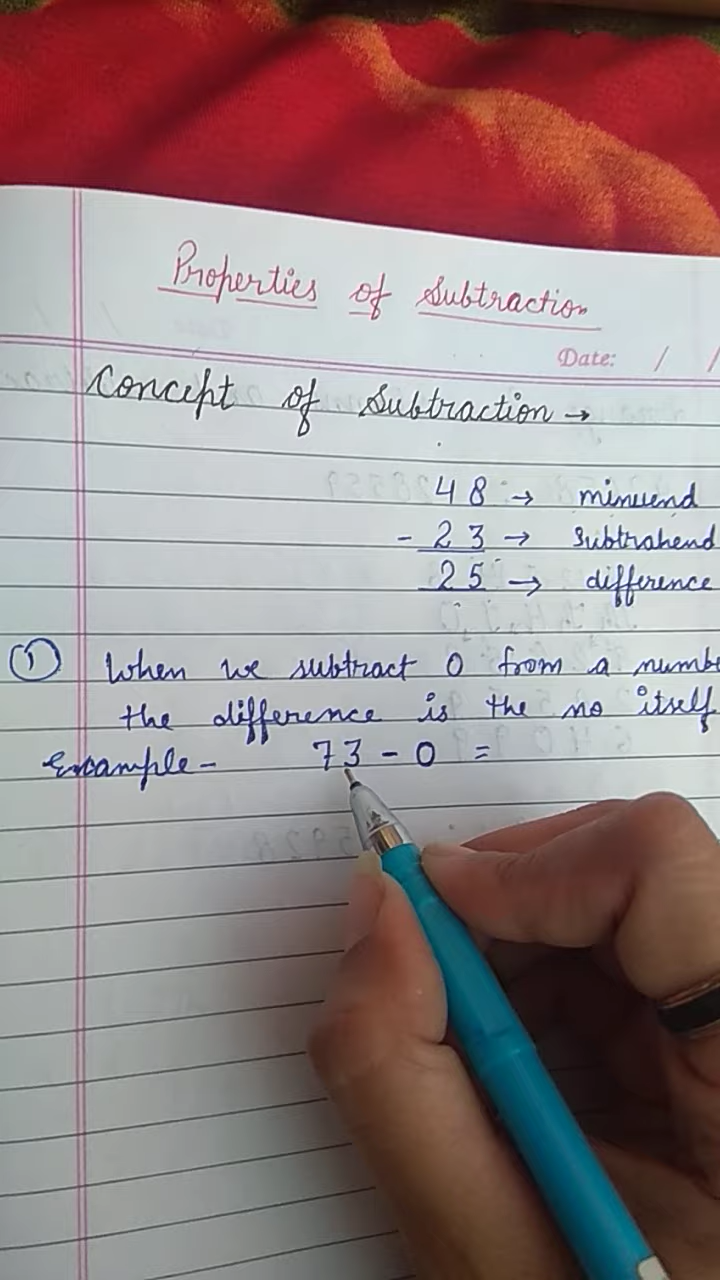 Properties of Subtraction
Date: / /
Concept of Subtraction →
48 → minuend
- 23 → Subtrahend
25 → difference
① When we subtract 0 from a numbe
the difference is the no itself
Example - 73 - 0 =